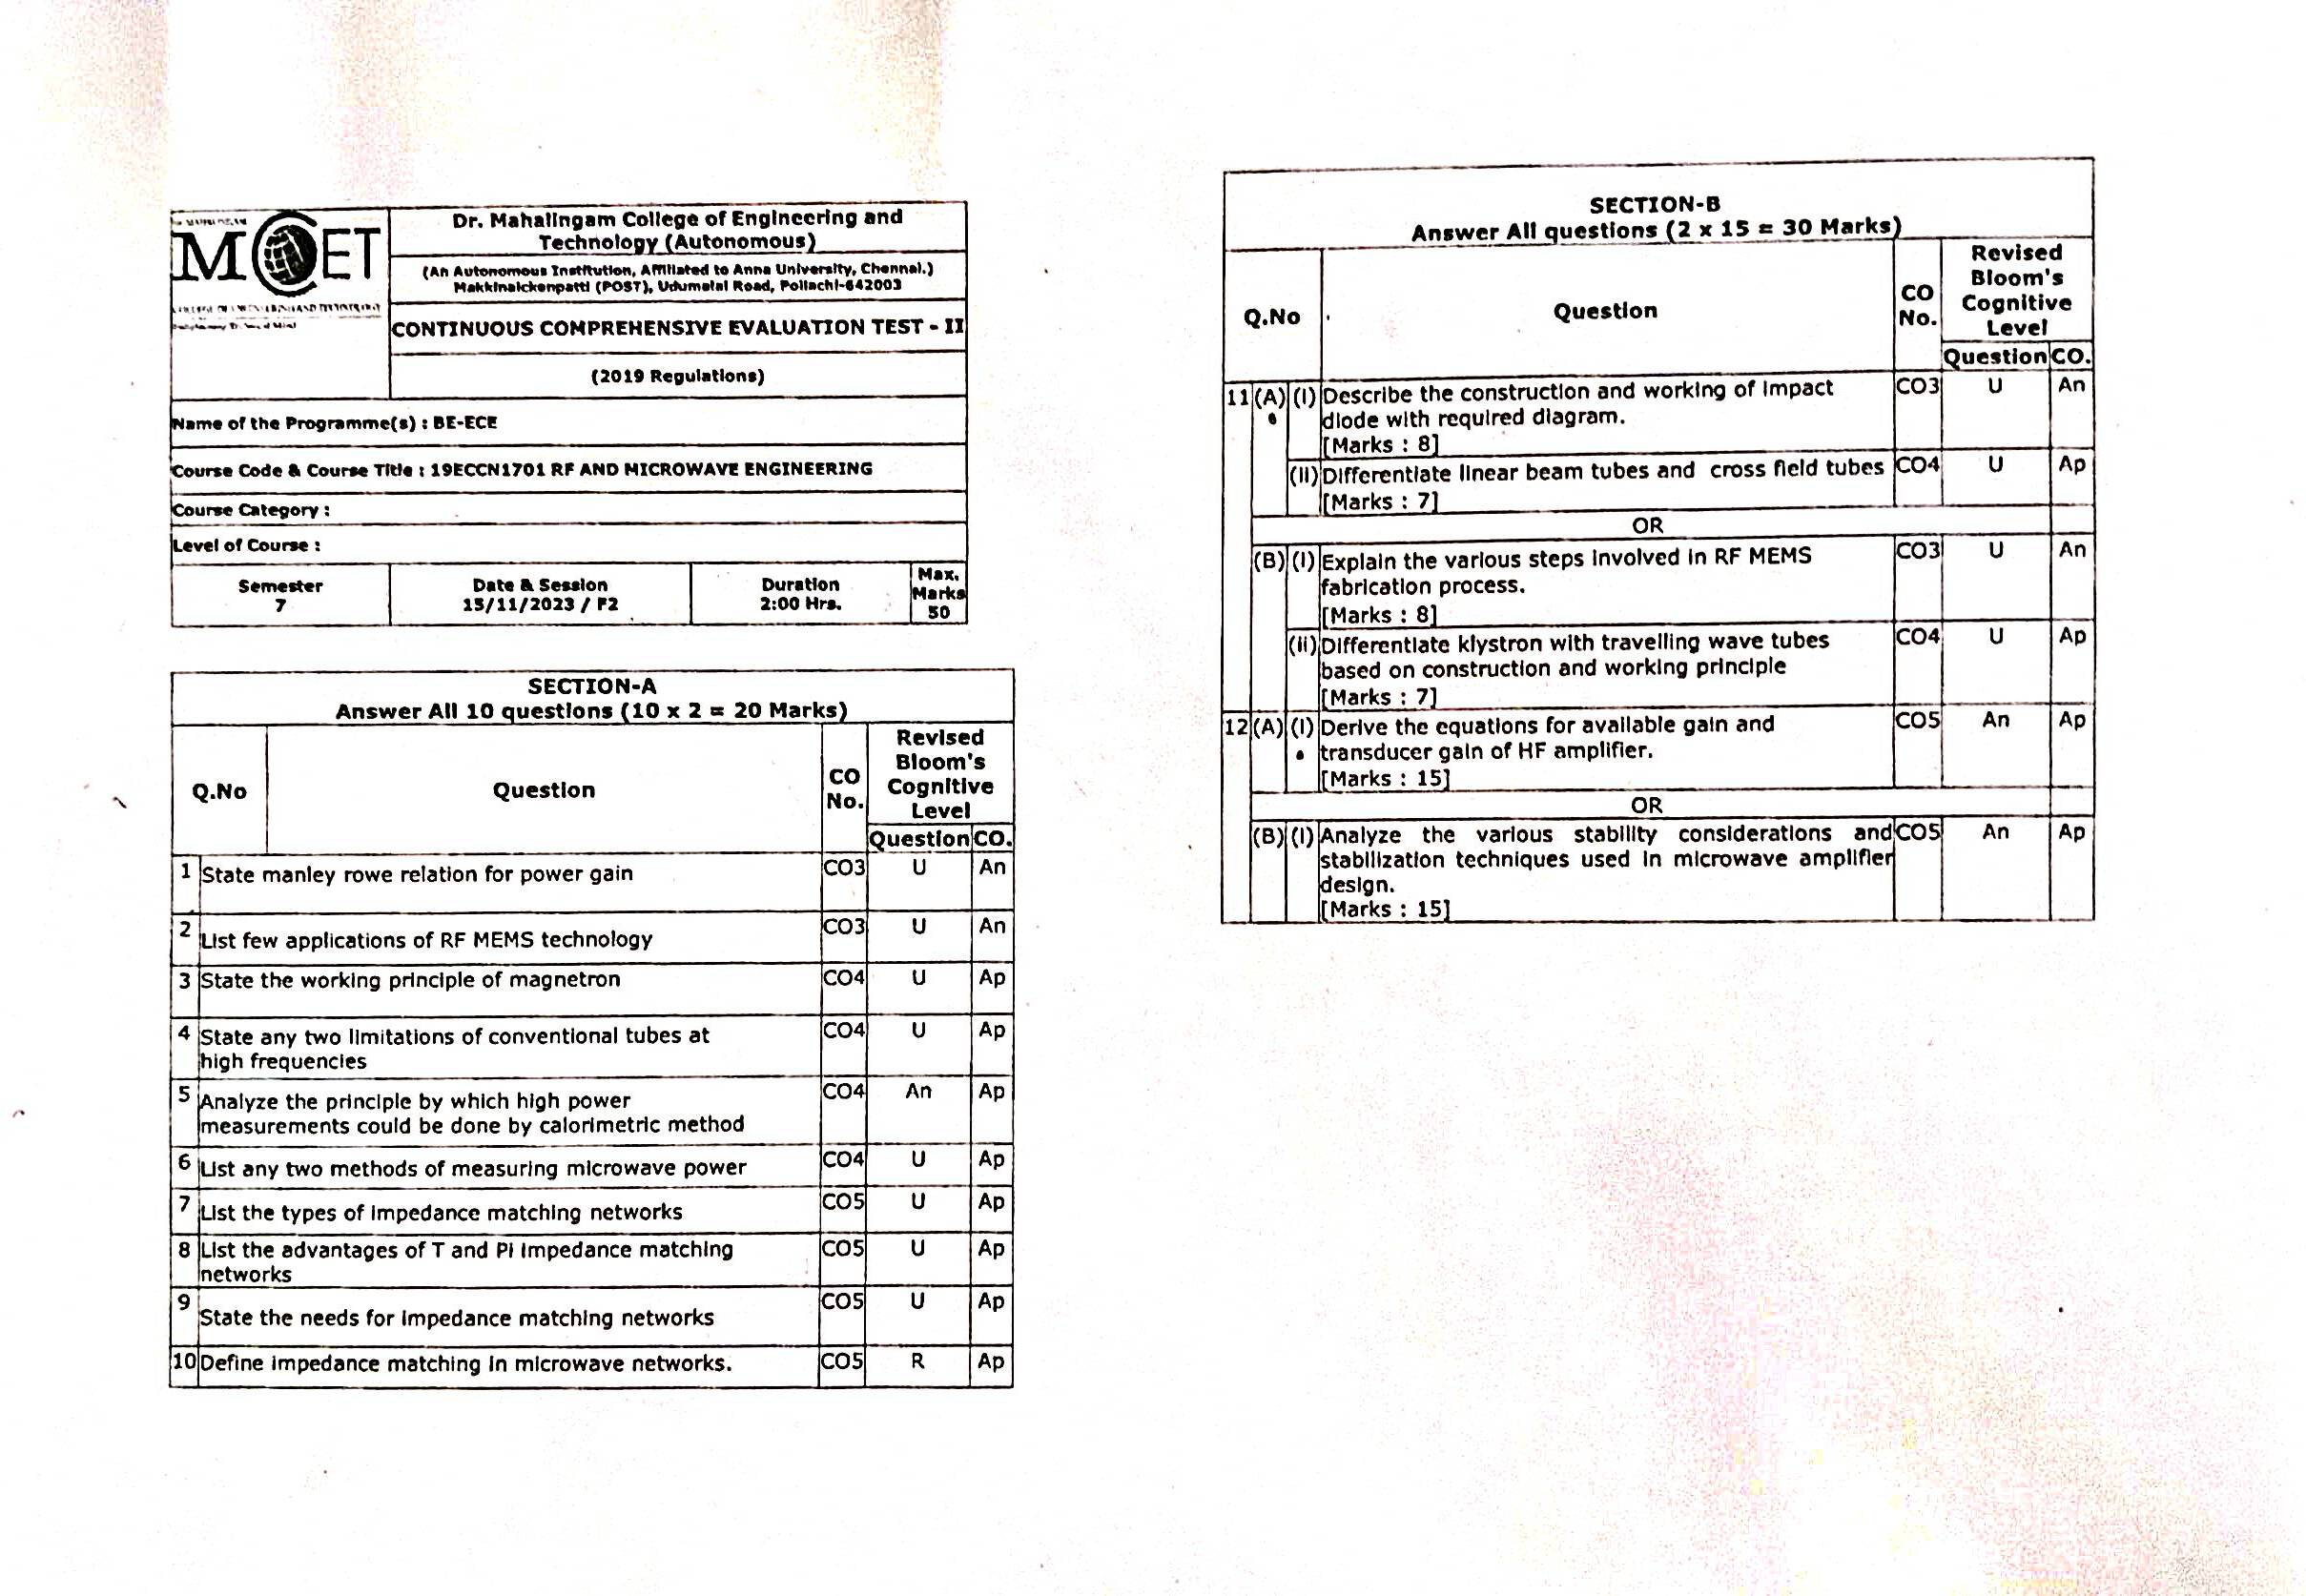 MCET
Dr. Mahalingam College of Engineering and
Technology (Autonomous)
(An Autonomous Institution, Affiliated to Anna University, Chennai.)
Makkinaickenpatti (POST), Udumalai Road, Pollachi-642003
CONTINUOUS COMPREHENSIVE EVALUATION TEST - II
(2019 Regulations)
Name of the Programme(s) : BE-ECE
Course Code & Course Title : 19ECCN1701 RF AND MICROWAVE ENGINEERING
Course Category :
Level of Course :
Semester
7
Date & Session
15/11/2023 / F2
Duration
2:00 Hrs.
Max.
Marks
50
SECTION-A
Answer All 10 questions (10 x 2 = 20 Marks)
Q.No
Question
CO
No.
Revised
Bloom's
Cognitive
Level
Question CO.
1 State manley rowe relation for power gain CO3 U An
2 List few applications of RF MEMS technology CO3 U An
3 State the working principle of magnetron CO4 U Ap
4 State any two limitations of conventional tubes at CO4 U Ap
high frequencies
5 Analyze the principle by which high power CO4 An Ap
measurements could be done by calorimetric method
6 List any two methods of measuring microwave power CO4 U Ap
7 List the types of impedance matching networks CO5 U Ap
8 List the advantages of T and Pi impedance matching CO5 U Ap
networks
9 State the needs for impedance matching networks CO5 U Ap
10 Define impedance matching in microwave networks. CO5 R Ap
SECTION-B
Answer All questions (2 x 15 = 30 Marks)
Q.No
Question
CO
No.
Revised
Bloom's
Cognitive
Level
Question CO.
11 (A) (i) Describe the construction and working of impact CO3 U An
diode with required diagram.
[Marks : 8]
(ii) Differentiate linear beam tubes and cross field tubes CO4 U Ap
[Marks : 7]
OR
(B) (i) Explain the various steps involved in RF MEMS CO3 U An
fabrication process.
[Marks : 8]
(ii) Differentiate klystron with travelling wave tubes CO4 U Ap
based on construction and working principle
[Marks : 7]
12 (A) (i) Derive the equations for available gain and CO5 An Ap
transducer gain of HF amplifier.
[Marks : 15]
OR
(B) (i) Analyze the various stability considerations and CO5 An Ap
stabilization techniques used in microwave amplifier
design.
[Marks : 15]